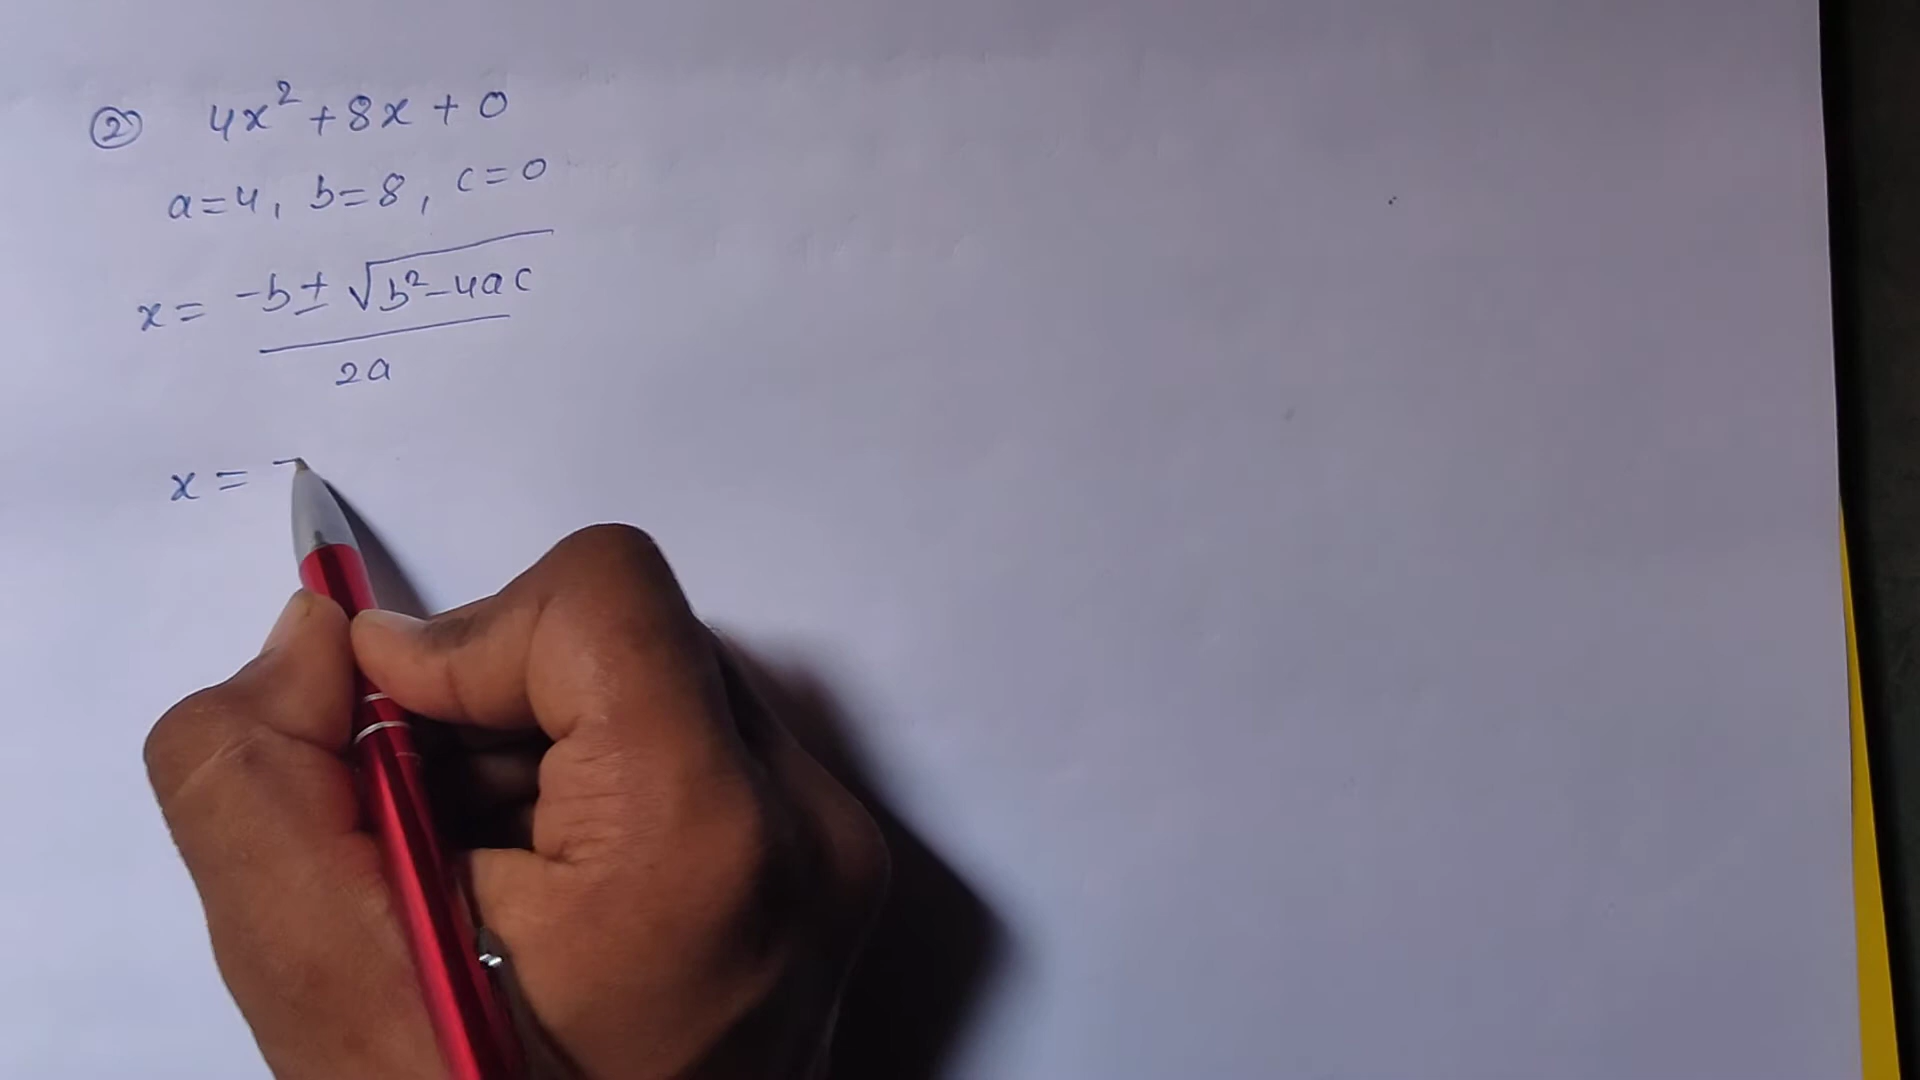 ② 4x² + 8x + 0
a=4, b=8, c=0
x = -b ± √(b²-4ac) / 2a
x = -